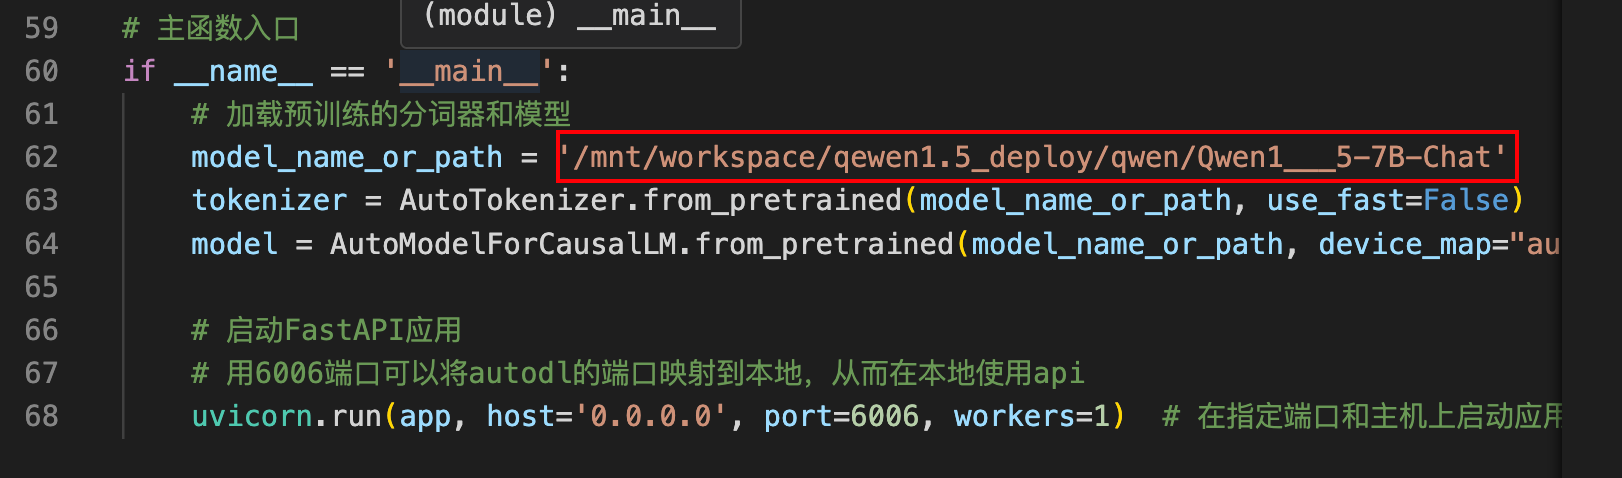 (module) __main__
59 # 主函数入口
60 if __name__ == '__main__':
61 # 加载预训练的分词器和模型
62 model_name_or_path = '/mnt/workspace/qewen1.5_deploy/qwen/Qwen1___5-7B-Chat'
63 tokenizer = AutoTokenizer.from_pretrained(model_name_or_path, use_fast=False)
64 model = AutoModelForCausalLM.from_pretrained(model_name_or_path, device_map="au
65
66 # 启动FastAPI应用
67 # 用6006端口可以将autodl的端口映射到本地，从而在本地使用api
68 uvicorn.run(app, host='0.0.0.0', port=6006, workers=1) # 在指定端口和主机上启动应用